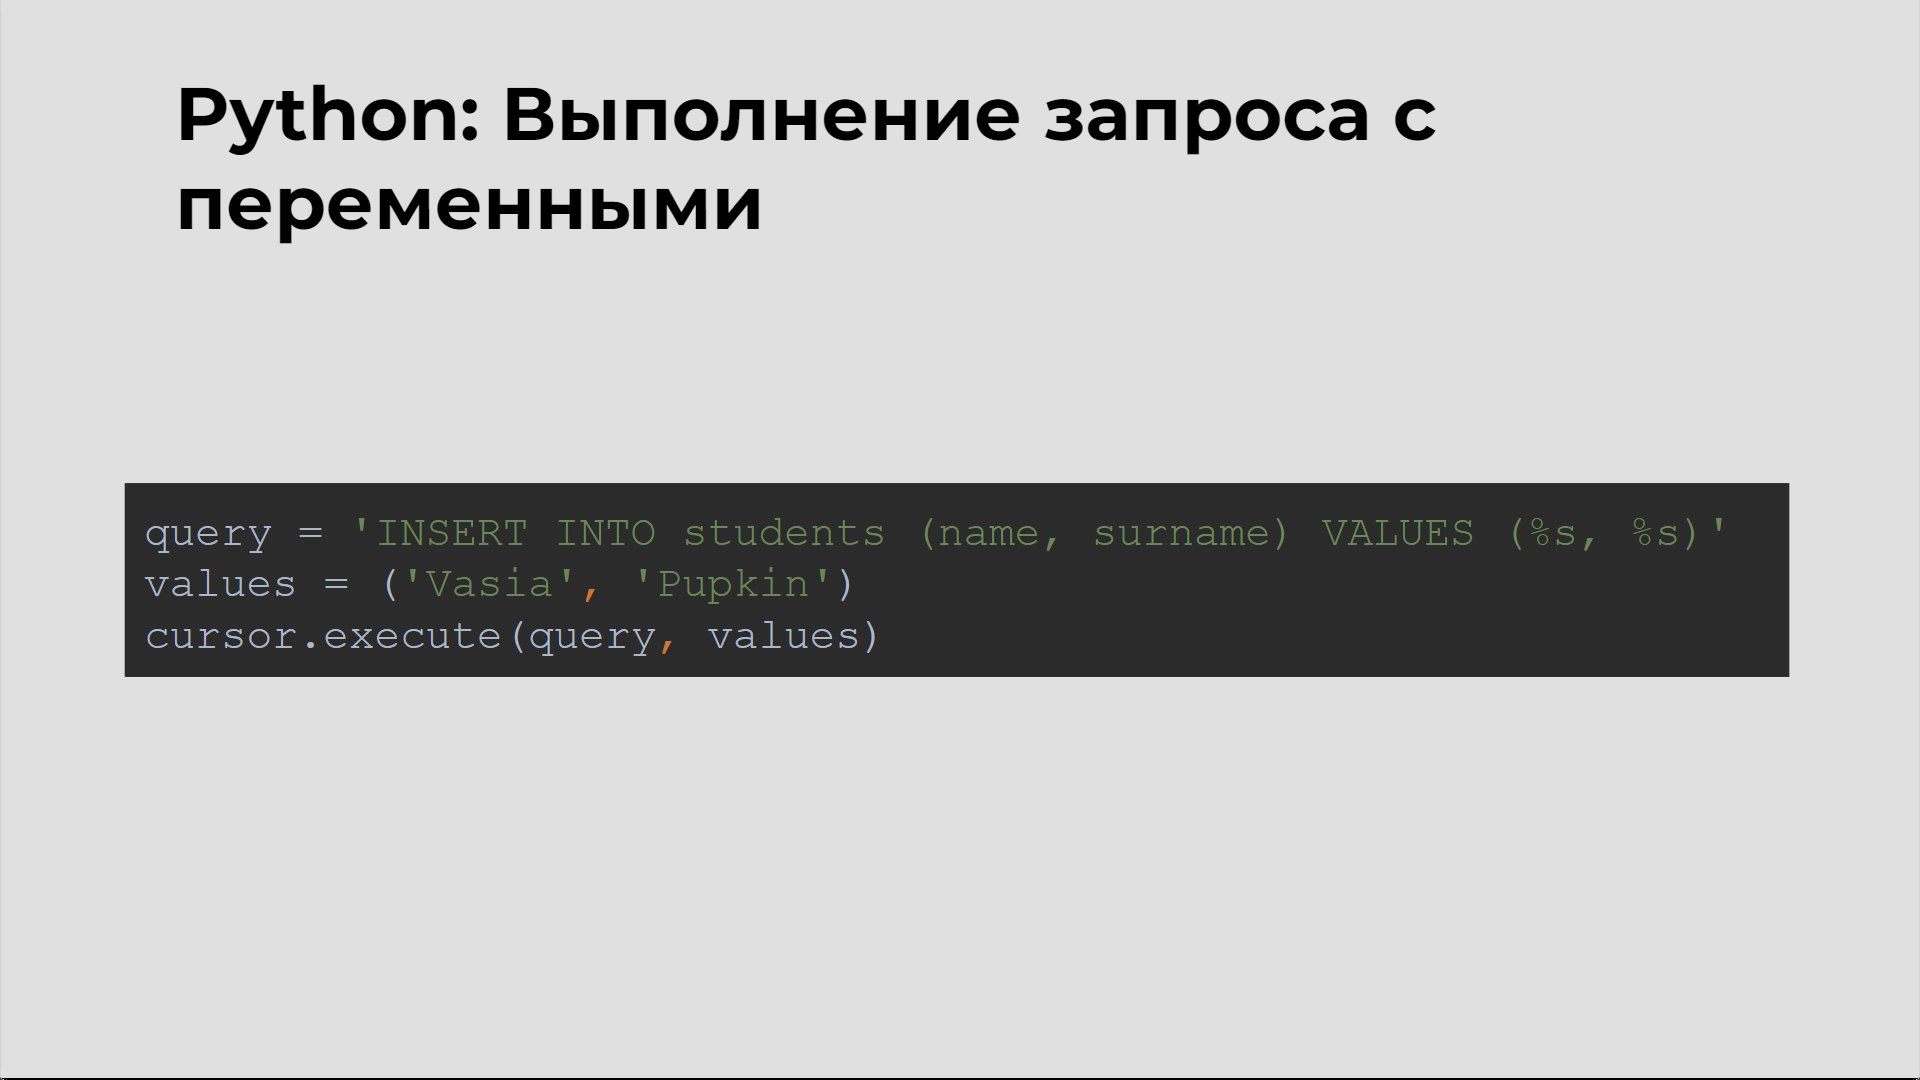 Python: Выполнение запроса с
переменными
query = 'INSERT INTO students (name, surname) VALUES (%s, %s)'
values = ('Vasia', 'Pupkin')
cursor.execute(query, values)